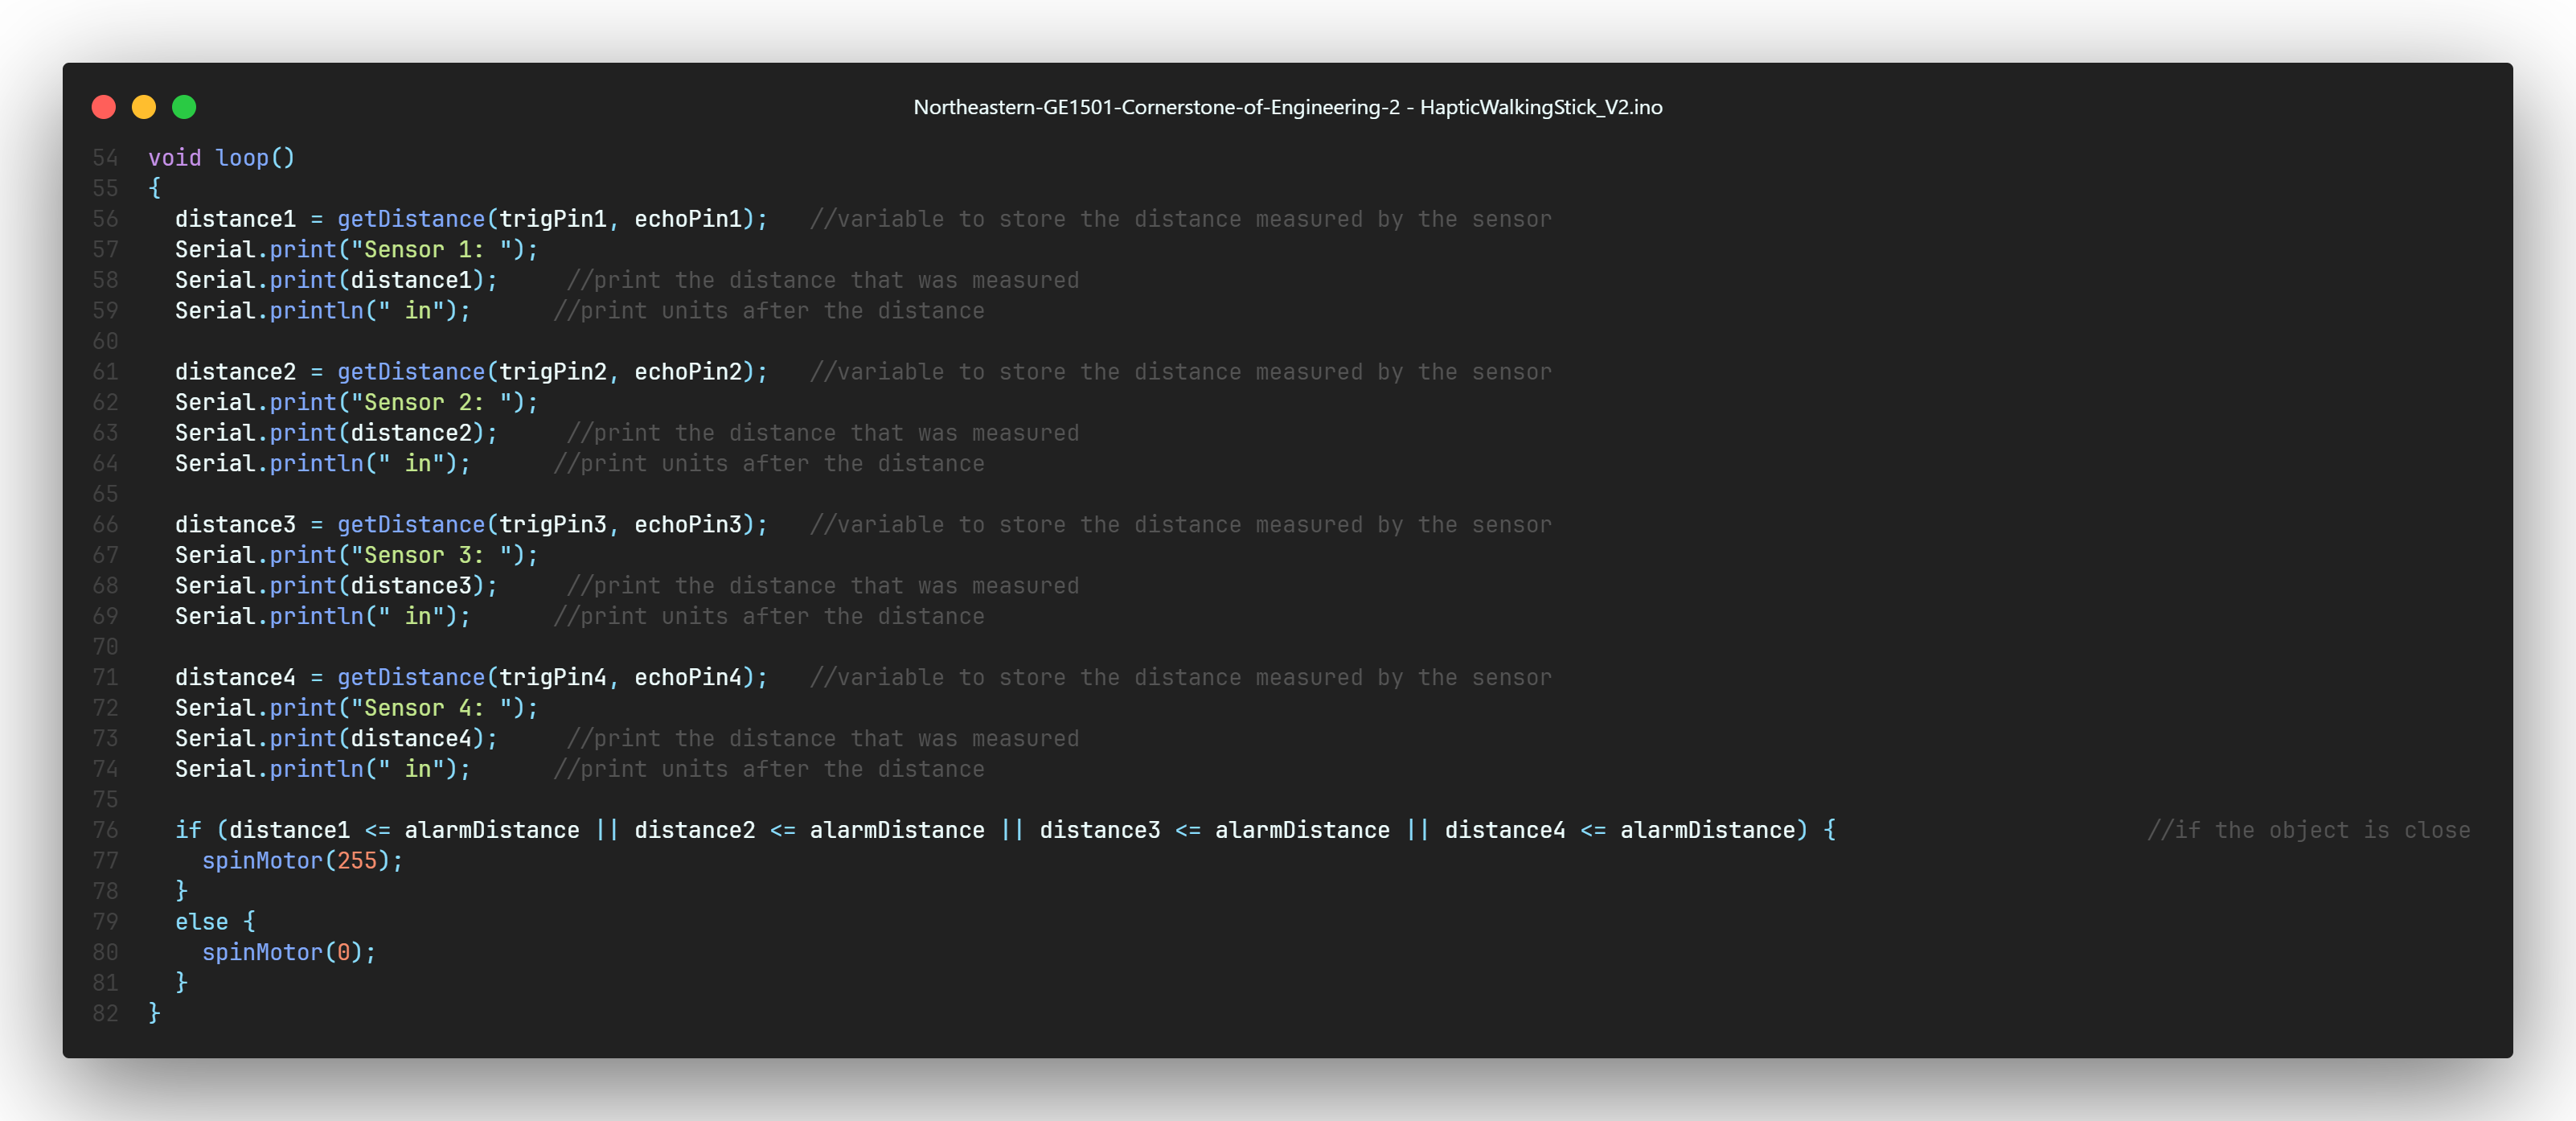 Northeastern-GE1501-Cornerstone-of-Engineering-2 - HapticWalkingStick_V2.ino
54 void loop()
55 {
56   distance1 = getDistance(trigPin1, echoPin1);   //variable to store the distance measured by the sensor
57   Serial.print("Sensor 1: ");
58   Serial.print(distance1);     //print the distance that was measured
59   Serial.println(" in");      //print units after the distance
60
61   distance2 = getDistance(trigPin2, echoPin2);   //variable to store the distance measured by the sensor
62   Serial.print("Sensor 2: ");
63   Serial.print(distance2);     //print the distance that was measured
64   Serial.println(" in");      //print units after the distance
65
66   distance3 = getDistance(trigPin3, echoPin3);   //variable to store the distance measured by the sensor
67   Serial.print("Sensor 3: ");
68   Serial.print(distance3);     //print the distance that was measured
69   Serial.println(" in");      //print units after the distance
70
71   distance4 = getDistance(trigPin4, echoPin4);   //variable to store the distance measured by the sensor
72   Serial.print("Sensor 4: ");
73   Serial.print(distance4);     //print the distance that was measured
74   Serial.println(" in");      //print units after the distance
75
76   if (distance1 <= alarmDistance || distance2 <= alarmDistance || distance3 <= alarmDistance || distance4 <= alarmDistance) {                       //if the object is close
77     spinMotor(255);
78   }
79   else {
80     spinMotor(0);
81   }
82 }